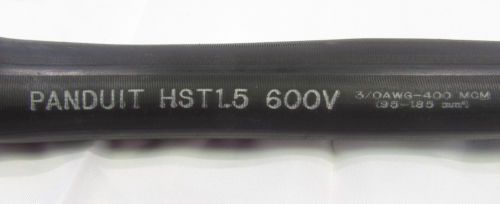 PANDUIT HST1.5 600V 3/0AWG-400 MCM
(95-185 mm²)